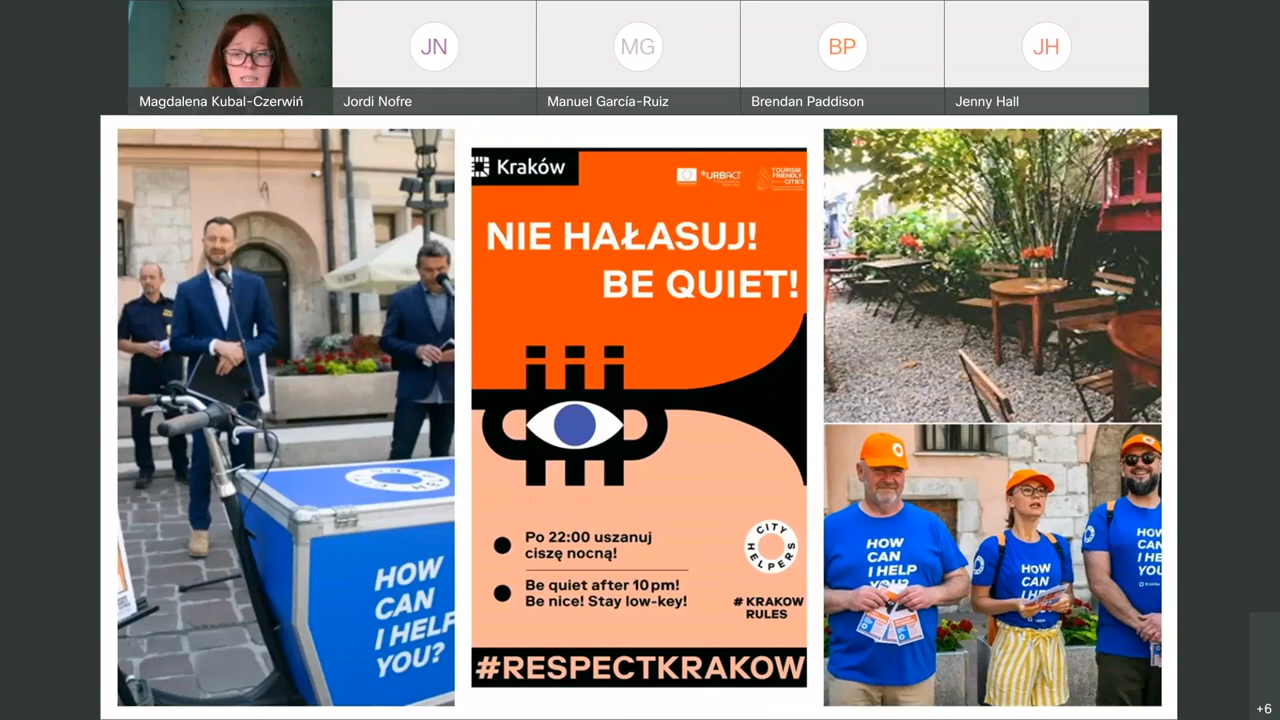 JN
MG
BP
JH
Magdalena Kubal-Czerwiń
Jordi Nofre
Manuel García-Ruiz
Brendan Paddison
Jenny Hall
Kraków
*URBACT
TOURISM
FRIENDLY
CITIES
NIE HAŁASUJ!
BE QUIET!
Po 22:00 uszanuj
ciszę nocną!
Be quiet after 10 pm!
Be nice! Stay low-key!
CITY
HELPERS
# KRAKOW
RULES
#RESPECTKRAKOW
HOW
CAN
I HELP
YOU?
HOW
CAN
I HELP
YOU?
HOW
CAN
I HE
HOW
CAN
I HELP
YOU
+6